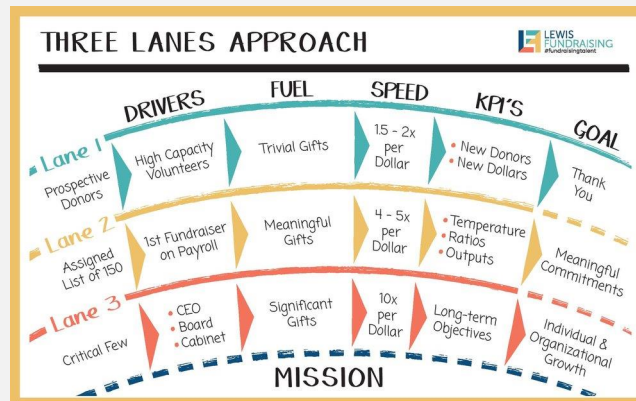 THREE LANES APPROACH
LEWIS
FUNDRAISING
#fundraisingtalent
DRIVERS
FUEL
SPEED
KPI'S
GOAL
Lane 1
Prospective
Donors
High Capacity
Volunteers
Trivial Gifts
1.5 - 2x
per
Dollar
• New Donors
• New Dollars
Thank
You
Lane 2
Assigned
List of 150
1st Fundraiser
on Payroll
Meaningful
Gifts
4 - 5x
per
Dollar
• Temperature
• Ratios
• Outputs
Meaningful
Commitments
Lane 3
Critical Few
• CEO
• Board
• Cabinet
Significant
Gifts
10x
per
Dollar
Long-term
Objectives
Individual &
Organizational
Growth
MISSION